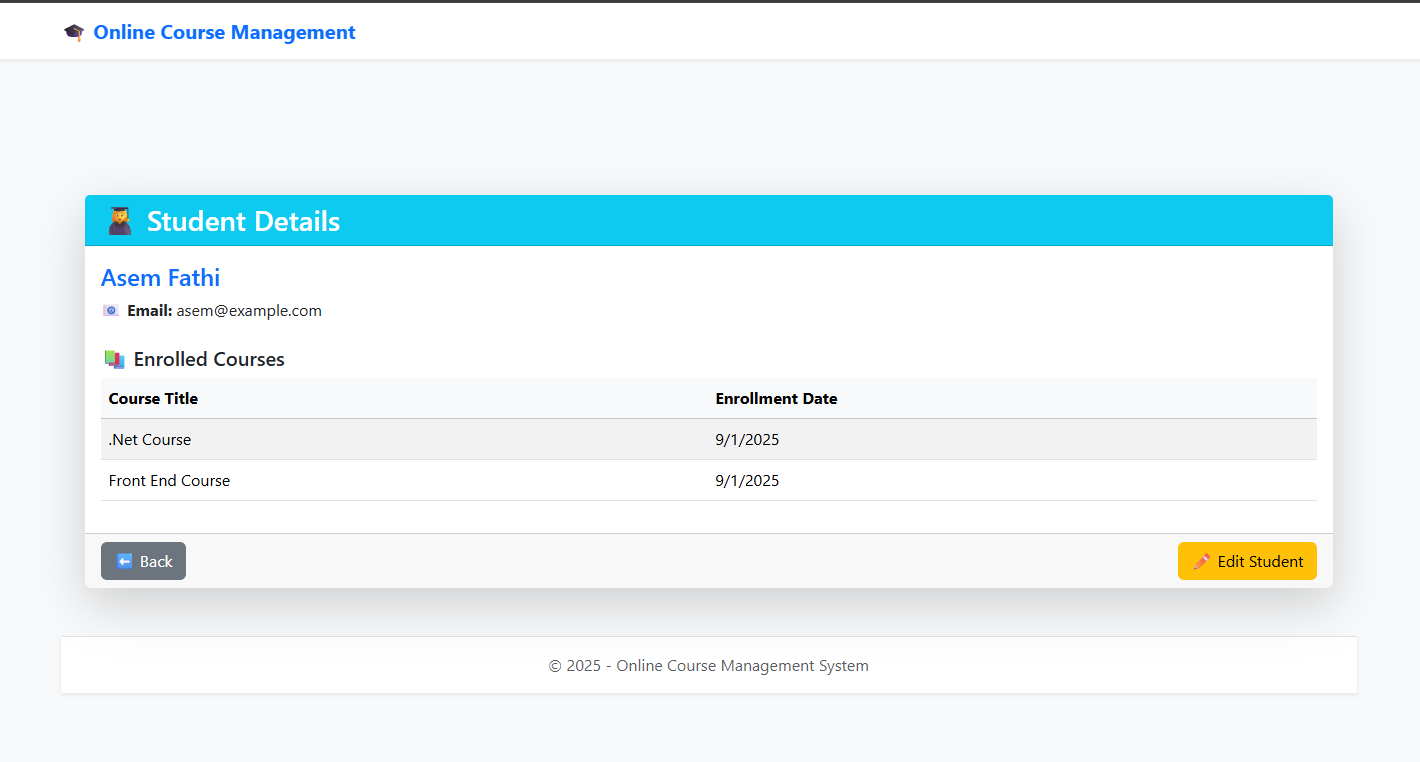 Online Course Management
Student Details
Asem Fathi
Email: asem@example.com
Enrolled Courses
Course Title Enrollment Date
.Net Course 9/1/2025
Front End Course 9/1/2025
Back Edit Student
© 2025 - Online Course Management System